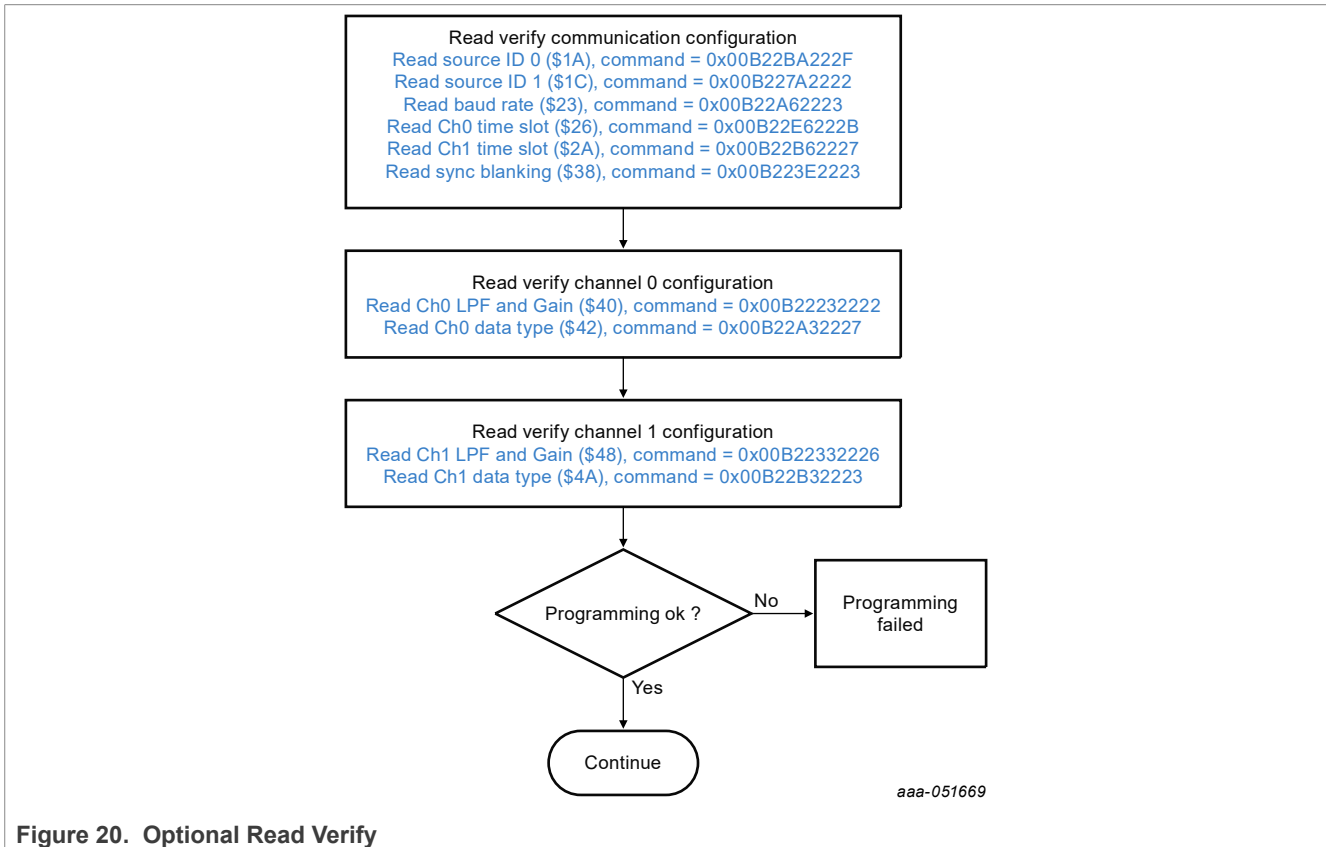 Read verify communication configuration
Read source ID 0 ($1A), command = 0x00B22BA222F
Read source ID 1 ($1C), command = 0x00B227A2222
Read baud rate ($23), command = 0x00B22A62223
Read Ch0 time slot ($26), command = 0x00B22E6222B
Read Ch1 time slot ($2A), command = 0x00B22B62227
Read sync blanking ($38), command = 0x00B223E2223
Read verify channel 0 configuration
Read Ch0 LPF and Gain ($40), command = 0x00B22232222
Read Ch0 data type ($42), command = 0x00B22A32227
Read verify channel 1 configuration
Read Ch1 LPF and Gain ($48), command = 0x00B22332226
Read Ch1 data type ($4A), command = 0x00B22B32223
Programming ok ?
No
Programming
failed
Yes
Continue
aaa-051669
Figure 20. Optional Read Verify